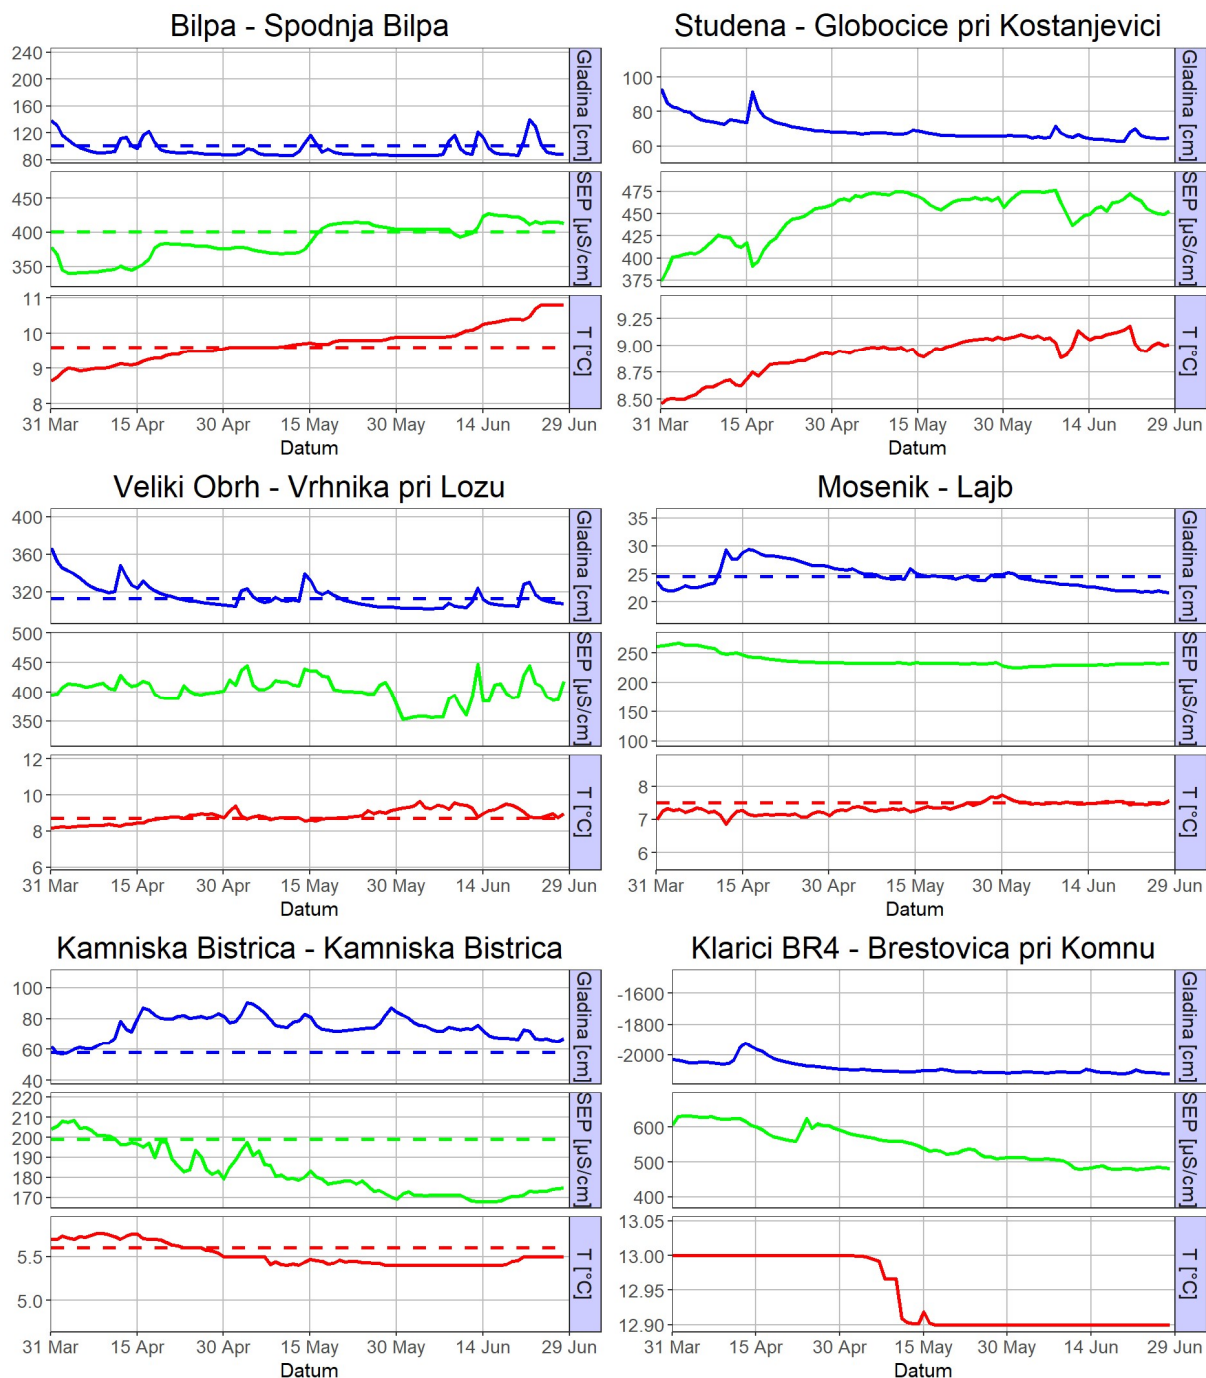 Bilpa - Spodnja Bilpa
240
200
160
120
80
Gladina [cm]
450
400
350
SEP [µS/cm]
11
10
9
8
T [°C]
31 Mar 15 Apr 30 Apr 15 May 30 May 14 Jun 29 Jun
Datum
Studena - Globocice pri Kostanjevici
100
80
60
Gladina [cm]
475
450
425
400
375
SEP [µS/cm]
9.25
9.00
8.75
8.50
T [°C]
31 Mar 15 Apr 30 Apr 15 May 30 May 14 Jun 29 Jun
Datum
Veliki Obrh - Vrhnika pri Lozu
400
360
320
Gladina [cm]
500
450
400
350
SEP [µS/cm]
12
10
8
6
T [°C]
31 Mar 15 Apr 30 Apr 15 May 30 May 14 Jun 29 Jun
Datum
Mosenik - Lajb
35
30
25
20
Gladina [cm]
250
200
150
100
SEP [µS/cm]
8
7
6
T [°C]
31 Mar 15 Apr 30 Apr 15 May 30 May 14 Jun 29 Jun
Datum
Kamniska Bistrica - Kamniska Bistrica
100
80
60
40
Gladina [cm]
220
210
200
190
180
170
SEP [µS/cm]
5.5
5.0
T [°C]
31 Mar 15 Apr 30 Apr 15 May 30 May 14 Jun 29 Jun
Datum
Klarici BR4 - Brestovica pri Komnu
-1600
-1800
-2000
Gladina [cm]
600
500
400
SEP [µS/cm]
13.05
13.00
12.95
12.90
T [°C]
31 Mar 15 Apr 30 Apr 15 May 30 May 14 Jun 29 Jun
Datum